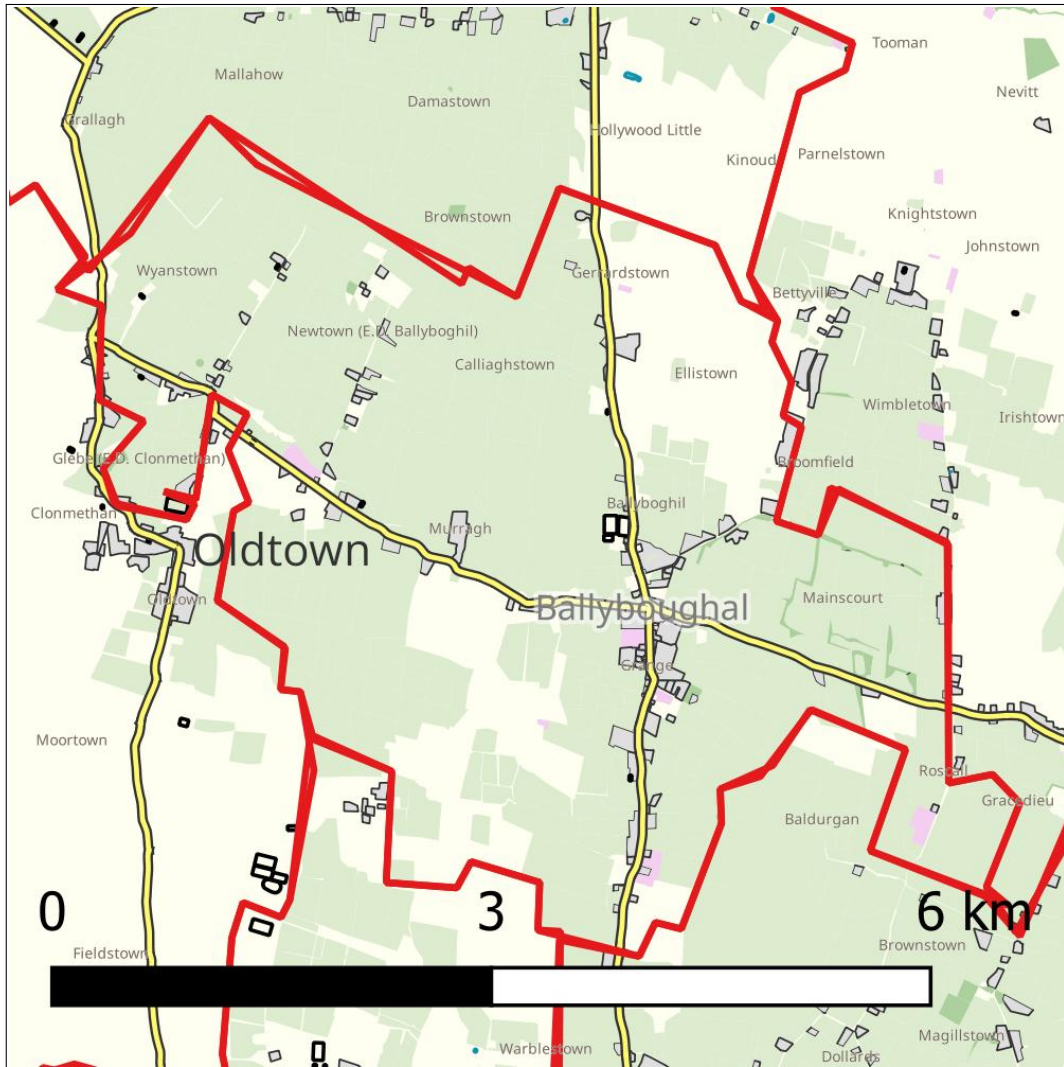 Tooman
Mallahow
Nevitt
Damastown
Grallagh
Hollywood Little
Parnelstown
Kinoud
Brownstown
Knightstown
Johnstown
Wyanstown
Gerrardstown
Bettyville
Newtown (E.D. Ballyboghil)
Calliaghstown
Ellistown
Wimbletown
Irishtown
Glebe (E.D. Clonmethan)
Broomfield
Ballyboghil
Clonmethan
Murragh
Oldtown
Oldtown
Mainscourt
Ballyboughal
Grange
Moortown
Roscall
Gracedieu
Baldurgan
0 3 6 km
Fieldstown
Brownstown
Magillstown
Warblestown
Dollards